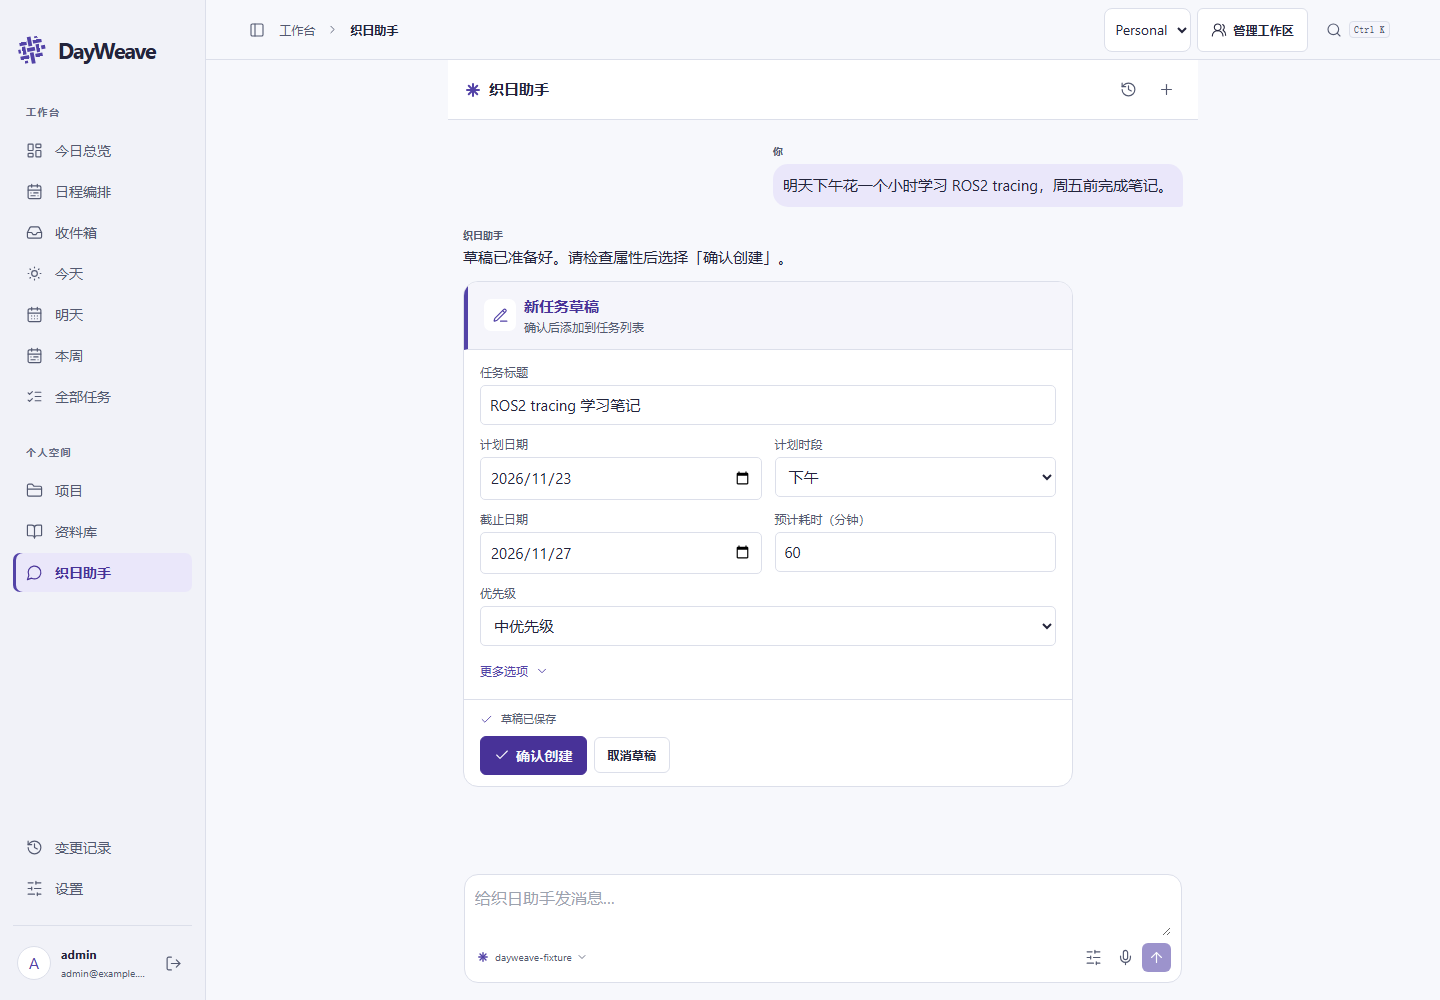 DayWeave
工作台
今日总览
日程编排
收件箱
今天
明天
本周
全部任务
个人空间
项目
资料库
织日助手
变更记录
设置
A
admin
admin@example....
工作台
织日助手
Personal
管理工作区
Ctrl K
织日助手
你
明天下午花一个小时学习 ROS2 tracing，周五前完成笔记。
织日助手
草稿已准备好。请检查属性后选择「确认创建」。
新任务草稿
确认后添加到任务列表
任务标题
ROS2 tracing 学习笔记
计划日期
计划时段
2026/11/23
下午
截止日期
预计耗时（分钟）
2026/11/27
60
优先级
中优先级
更多选项
草稿已保存
确认创建
取消草稿
给织日助手发消息...
dayweave-fixture